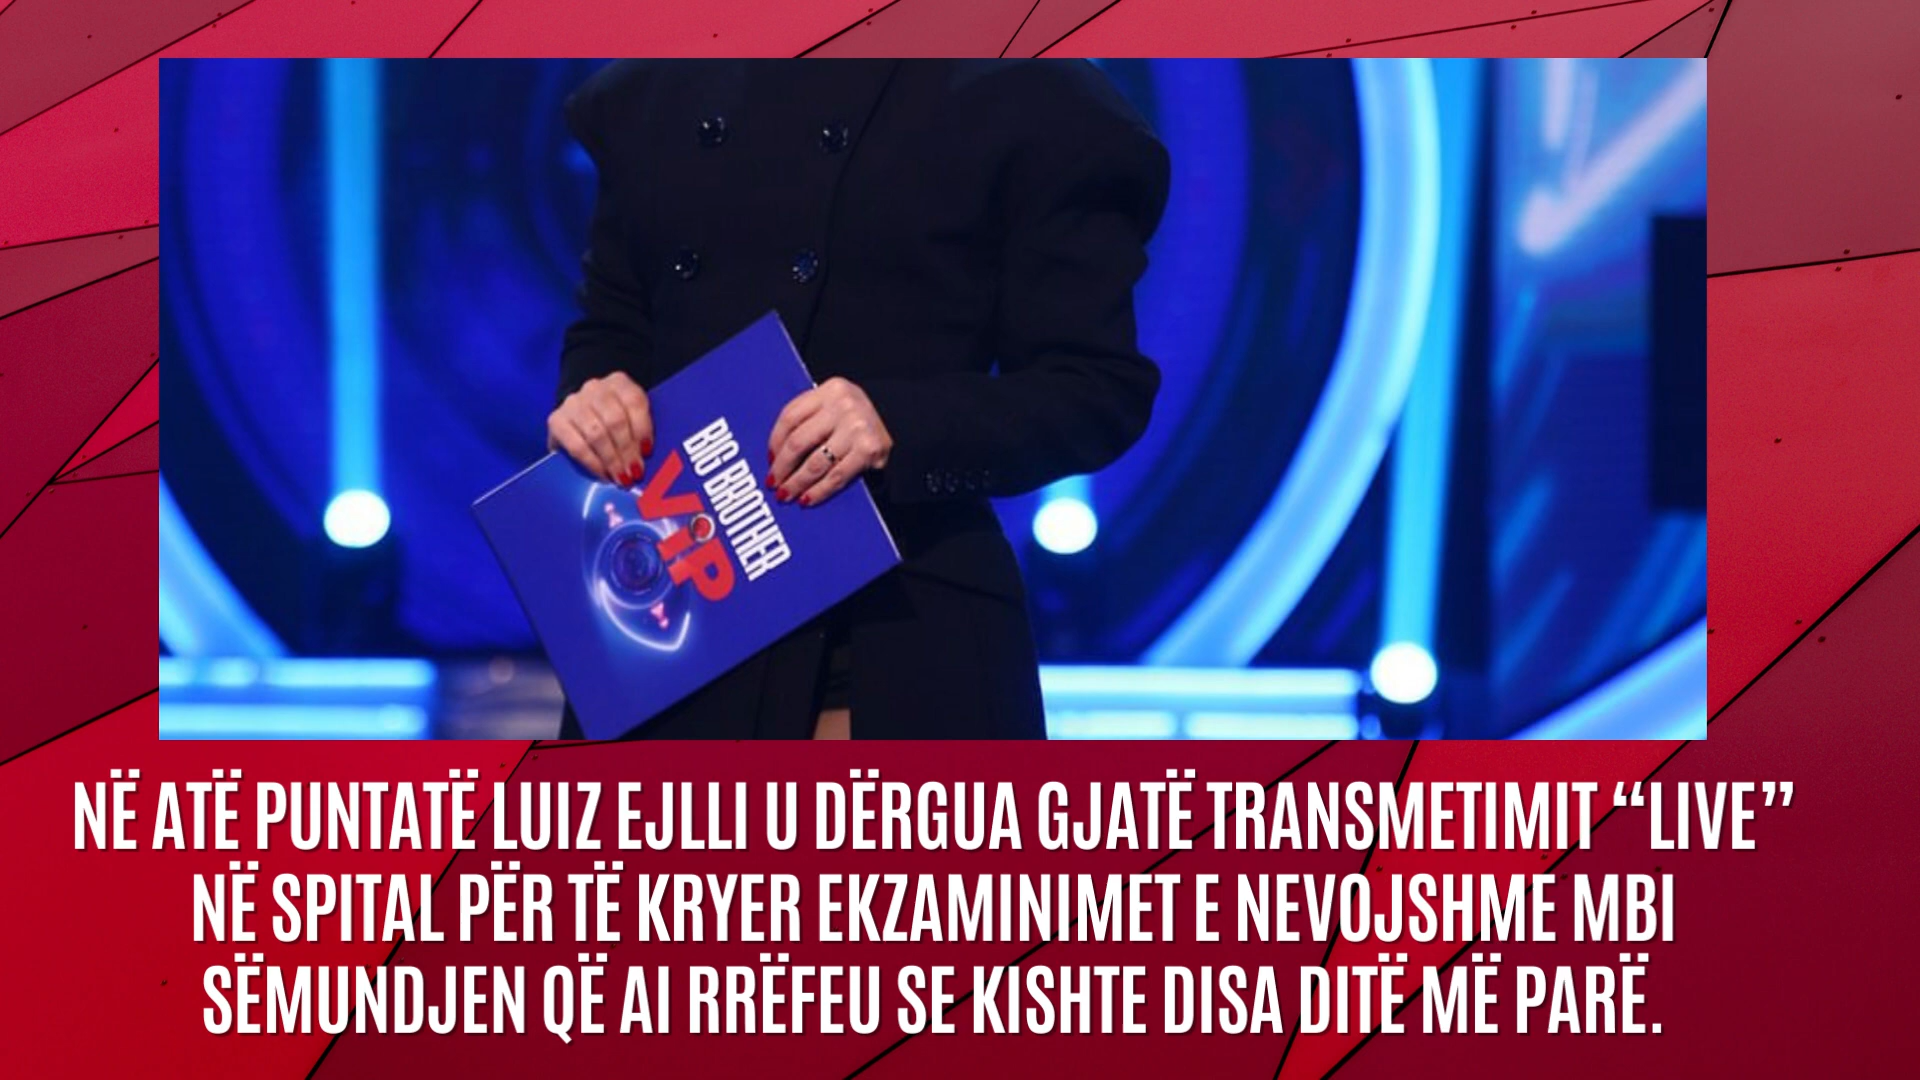 BIG BROTHER
VIP
NË ATË PUNTATË LUIZ EJLLI U DËRGUA GJATË TRANSMETIMIT “LIVE”
NË SPITAL PËR TË KRYER EKZAMINIMET E NEVOJSHME MBI
SËMUNDJEN QË AI RRËFEU SE KISHTE DISA DITË MË PARË.